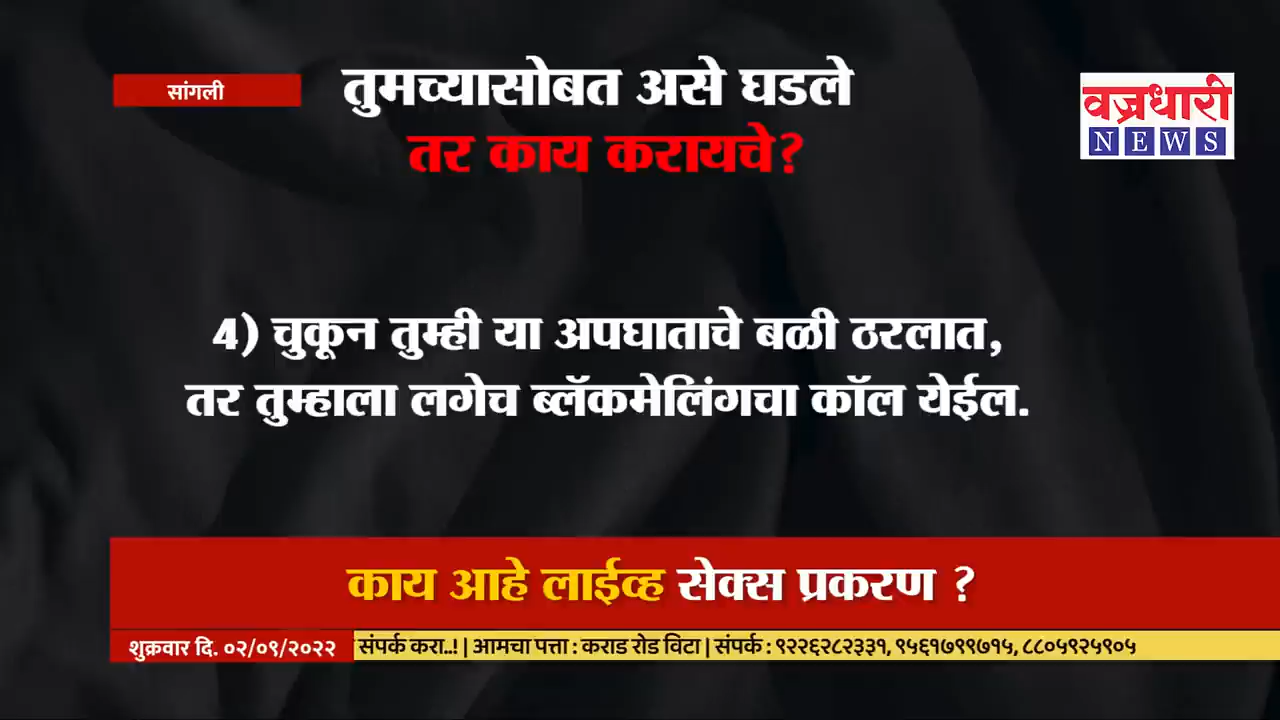 सांगली
तुमच्यासोबत असे घडले
तर काय करायचे?
वज्रधारी
NEWS
4) चुकून तुम्ही या अपघाताचे बळी ठरलात,
तर तुम्हाला लगेच ब्लॅकमेलिंगचा कॉल येईल.
काय आहे लाईव्ह सेक्स प्रकरण ?
शुक्रवार दि. ०२/०९/२०२२
संपर्क करा..! | आमचा पत्ता : कराड रोड विटा | संपर्क : ९२२६२८२३३१, ९५६१७९९७१५, ८८०५९२५९०५